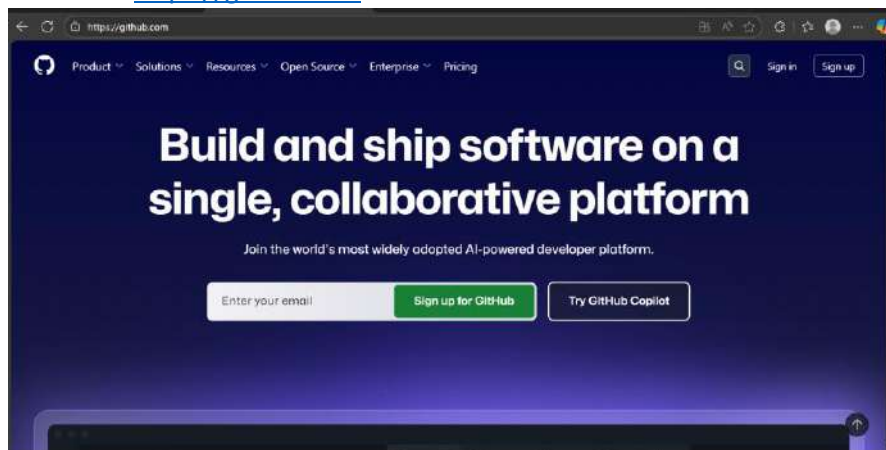 https://github.com
Product Solutions Resources Open Source Enterprise Pricing Sign in Sign up
Build and ship software on a
single, collaborative platform
Join the world's most widely adopted AI-powered developer platform.
Enter your email Sign up for GitHub Try GitHub Copilot